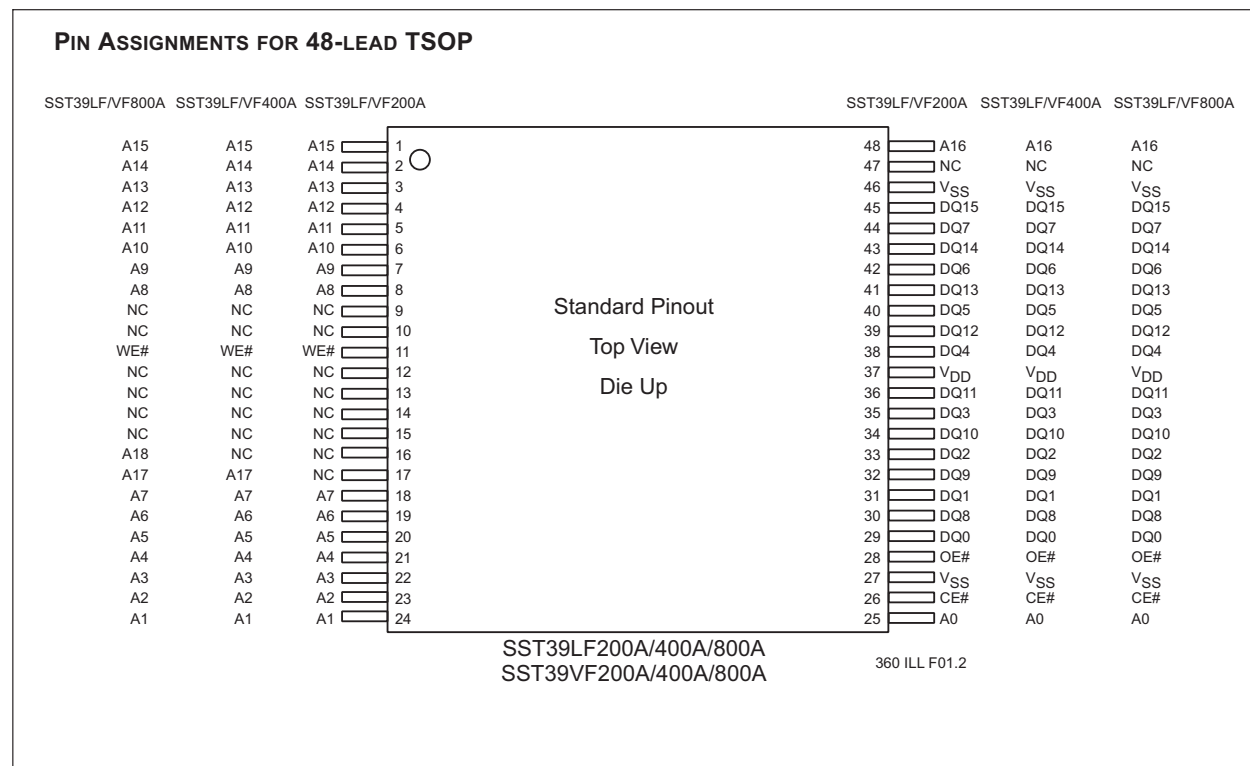 PIN ASSIGNMENTS FOR 48-LEAD TSOP
SST39LF/VF800A SST39LF/VF400A SST39LF/VF200A SST39LF/VF200A SST39LF/VF400A SST39LF/VF800A
A15 A15 A15 1 48 A16 A16 A16
A14 A14 A14 2 47 NC NC NC
A13 A13 A13 3 46 VSS VSS VSS
A12 A12 A12 4 45 DQ15 DQ15 DQ15
A11 A11 A11 5 44 DQ7 DQ7 DQ7
A10 A10 A10 6 43 DQ14 DQ14 DQ14
A9 A9 A9 7 42 DQ6 DQ6 DQ6
A8 A8 A8 8 41 DQ13 DQ13 DQ13
NC NC NC 9 Standard Pinout 40 DQ5 DQ5 DQ5
NC NC NC 10 39 DQ12 DQ12 DQ12
WE# WE# WE# 11 Top View 38 DQ4 DQ4 DQ4
NC NC NC 12 37 VDD VDD VDD
NC NC NC 13 Die Up 36 DQ11 DQ11 DQ11
NC NC NC 14 35 DQ3 DQ3 DQ3
NC NC NC 15 34 DQ10 DQ10 DQ10
A18 NC NC 16 33 DQ2 DQ2 DQ2
A17 A17 NC 17 32 DQ9 DQ9 DQ9
A7 A7 A7 18 31 DQ1 DQ1 DQ1
A6 A6 A6 19 30 DQ8 DQ8 DQ8
A5 A5 A5 20 29 DQ0 DQ0 DQ0
A4 A4 A4 21 28 OE# OE# OE#
A3 A3 A3 22 27 VSS VSS VSS
A2 A2 A2 23 26 CE# CE# CE#
A1 A1 A1 24 25 A0 A0 A0
SST39LF200A/400A/800A
SST39VF200A/400A/800A
360 ILL F01.2